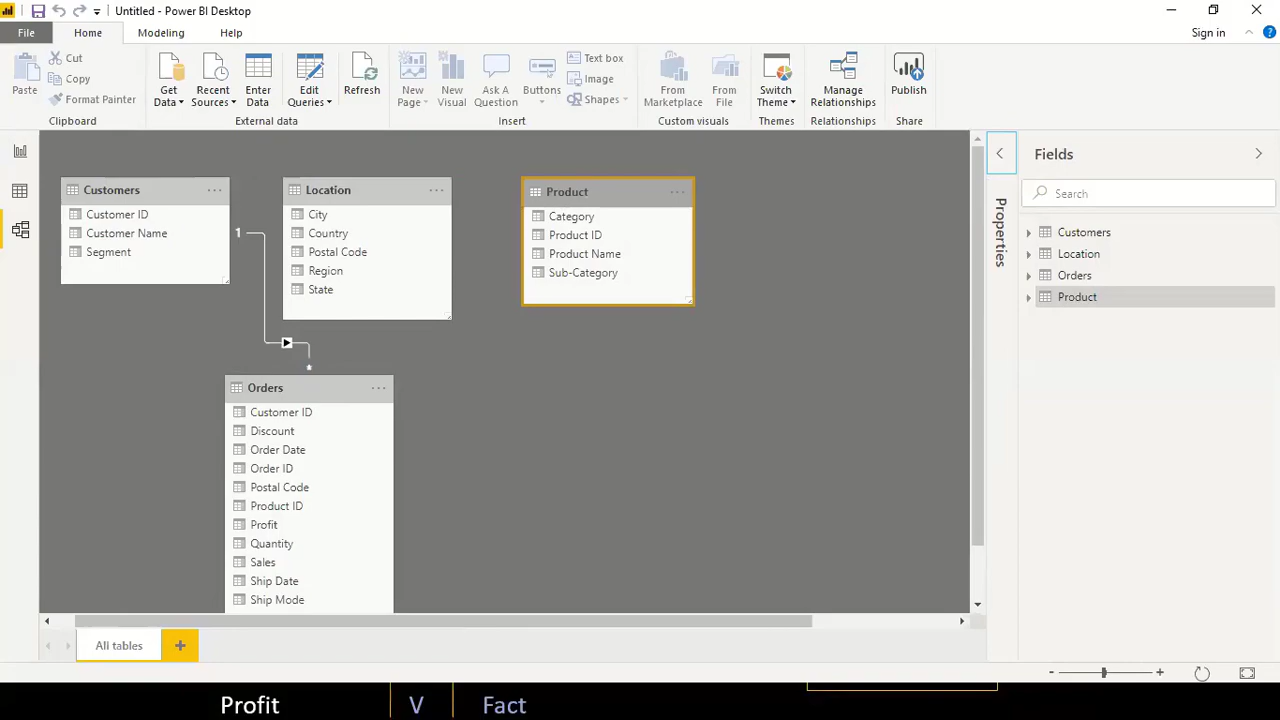 Untitled - Power BI Desktop
File
Home
Modeling
Help
Sign in
Paste
Cut
Copy
Format Painter
Clipboard
Get Data
Recent Sources
Enter Data
Edit Queries
Refresh
External data
New Page
New Visual
Ask A Question
Buttons
Text box
Image
Shapes
Insert
From Marketplace
From File
Custom visuals
Switch Theme
Themes
Manage Relationships
Relationships
Publish
Share
Customers
Customer ID
Customer Name
Segment
1
Location
City
Country
Postal Code
Region
State
Product
Category
Product ID
Product Name
Sub-Category
*
Orders
Customer ID
Discount
Order Date
Order ID
Postal Code
Product ID
Profit
Quantity
Sales
Ship Date
Ship Mode
Properties
Fields
Search
Customers
Location
Orders
Product
All tables
Profit V Fact